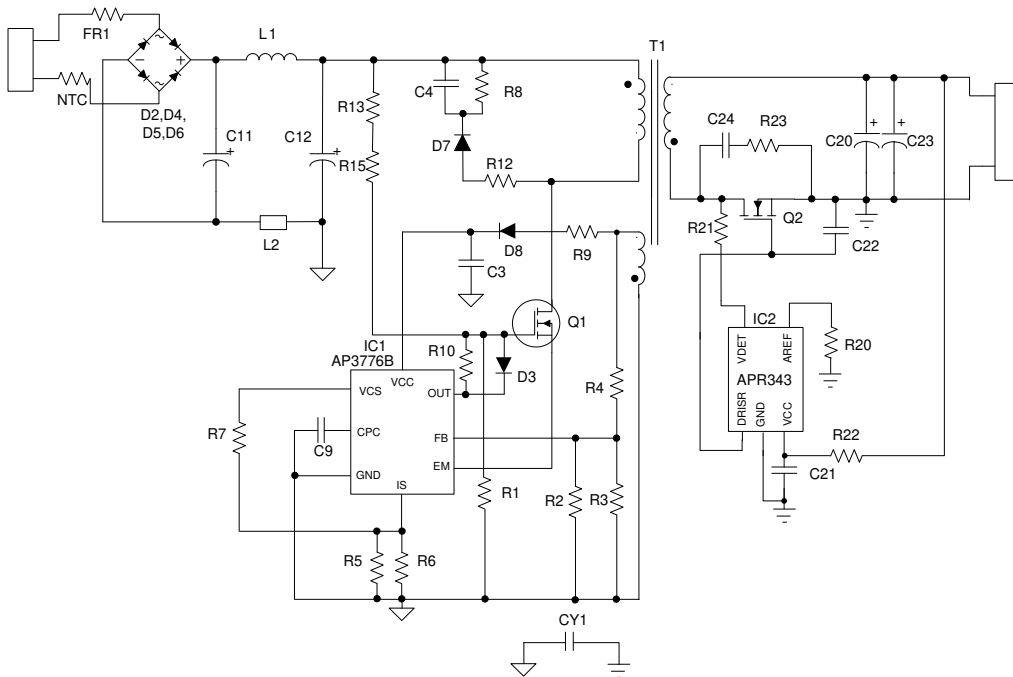 FR1
NTC
D2,D4,
D5,D6
−
+
~
~
L1
C11
+
C12
+
L2
R13
R15
C4
R8
D7
R12
T1
C24
R23
C20
+
+
C23
R21
Q2
C22
D8
R9
C3
Q1
IC1
AP3776B
VCS
VCC
OUT
CPC
FB
GND
EM
IS
R10
D3
R4
R7
C9
R1
R2
R3
R5
R6
IC2
VDET
AREF
APR343
DRISR
GND
VCC
R20
R22
C21
CY1